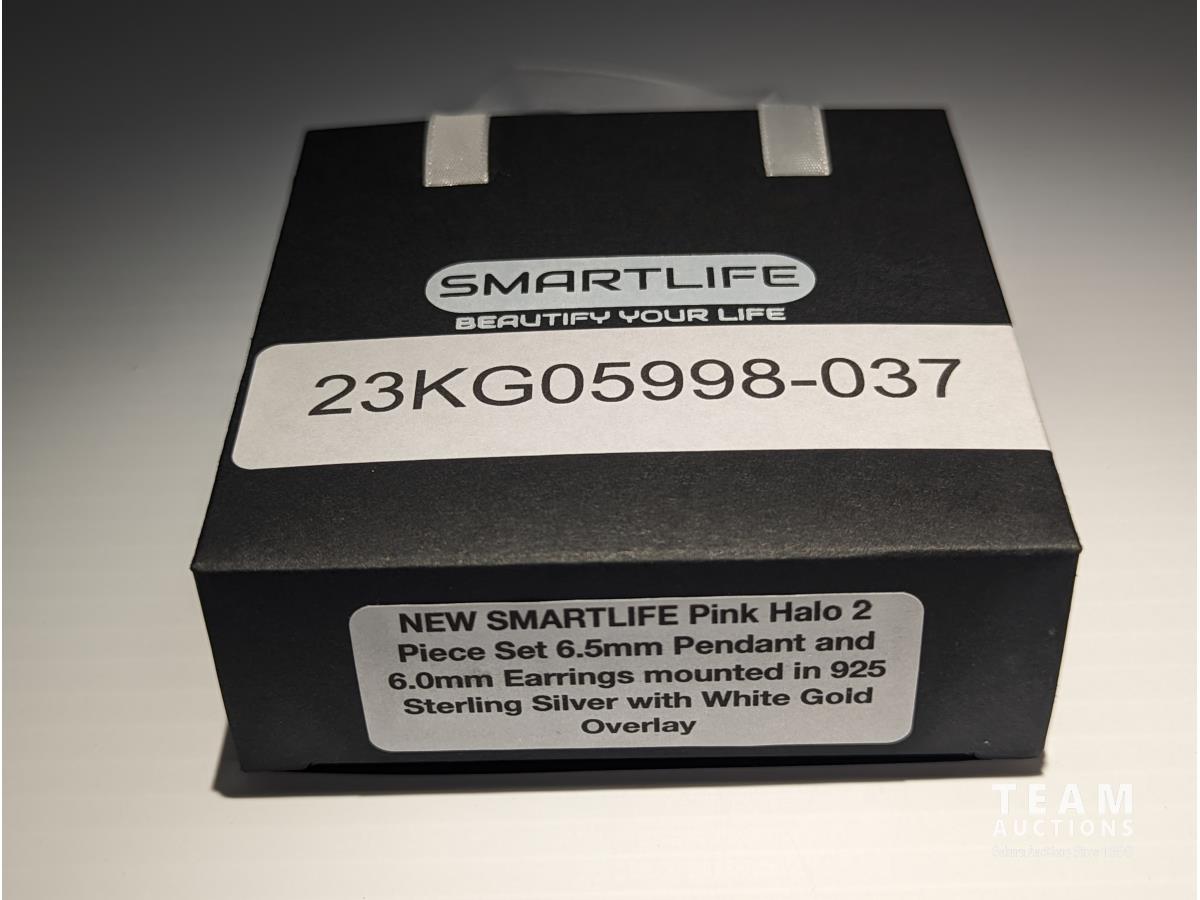 SMARTLIFE
BEAUTIFY YOUR LIFE
23KG05998-037
NEW SMARTLIFE Pink Halo 2
Piece Set 6.5mm Pendant and
6.0mm Earrings mounted in 925
Sterling Silver with White Gold
Overlay
TEAM
AUCTIONS